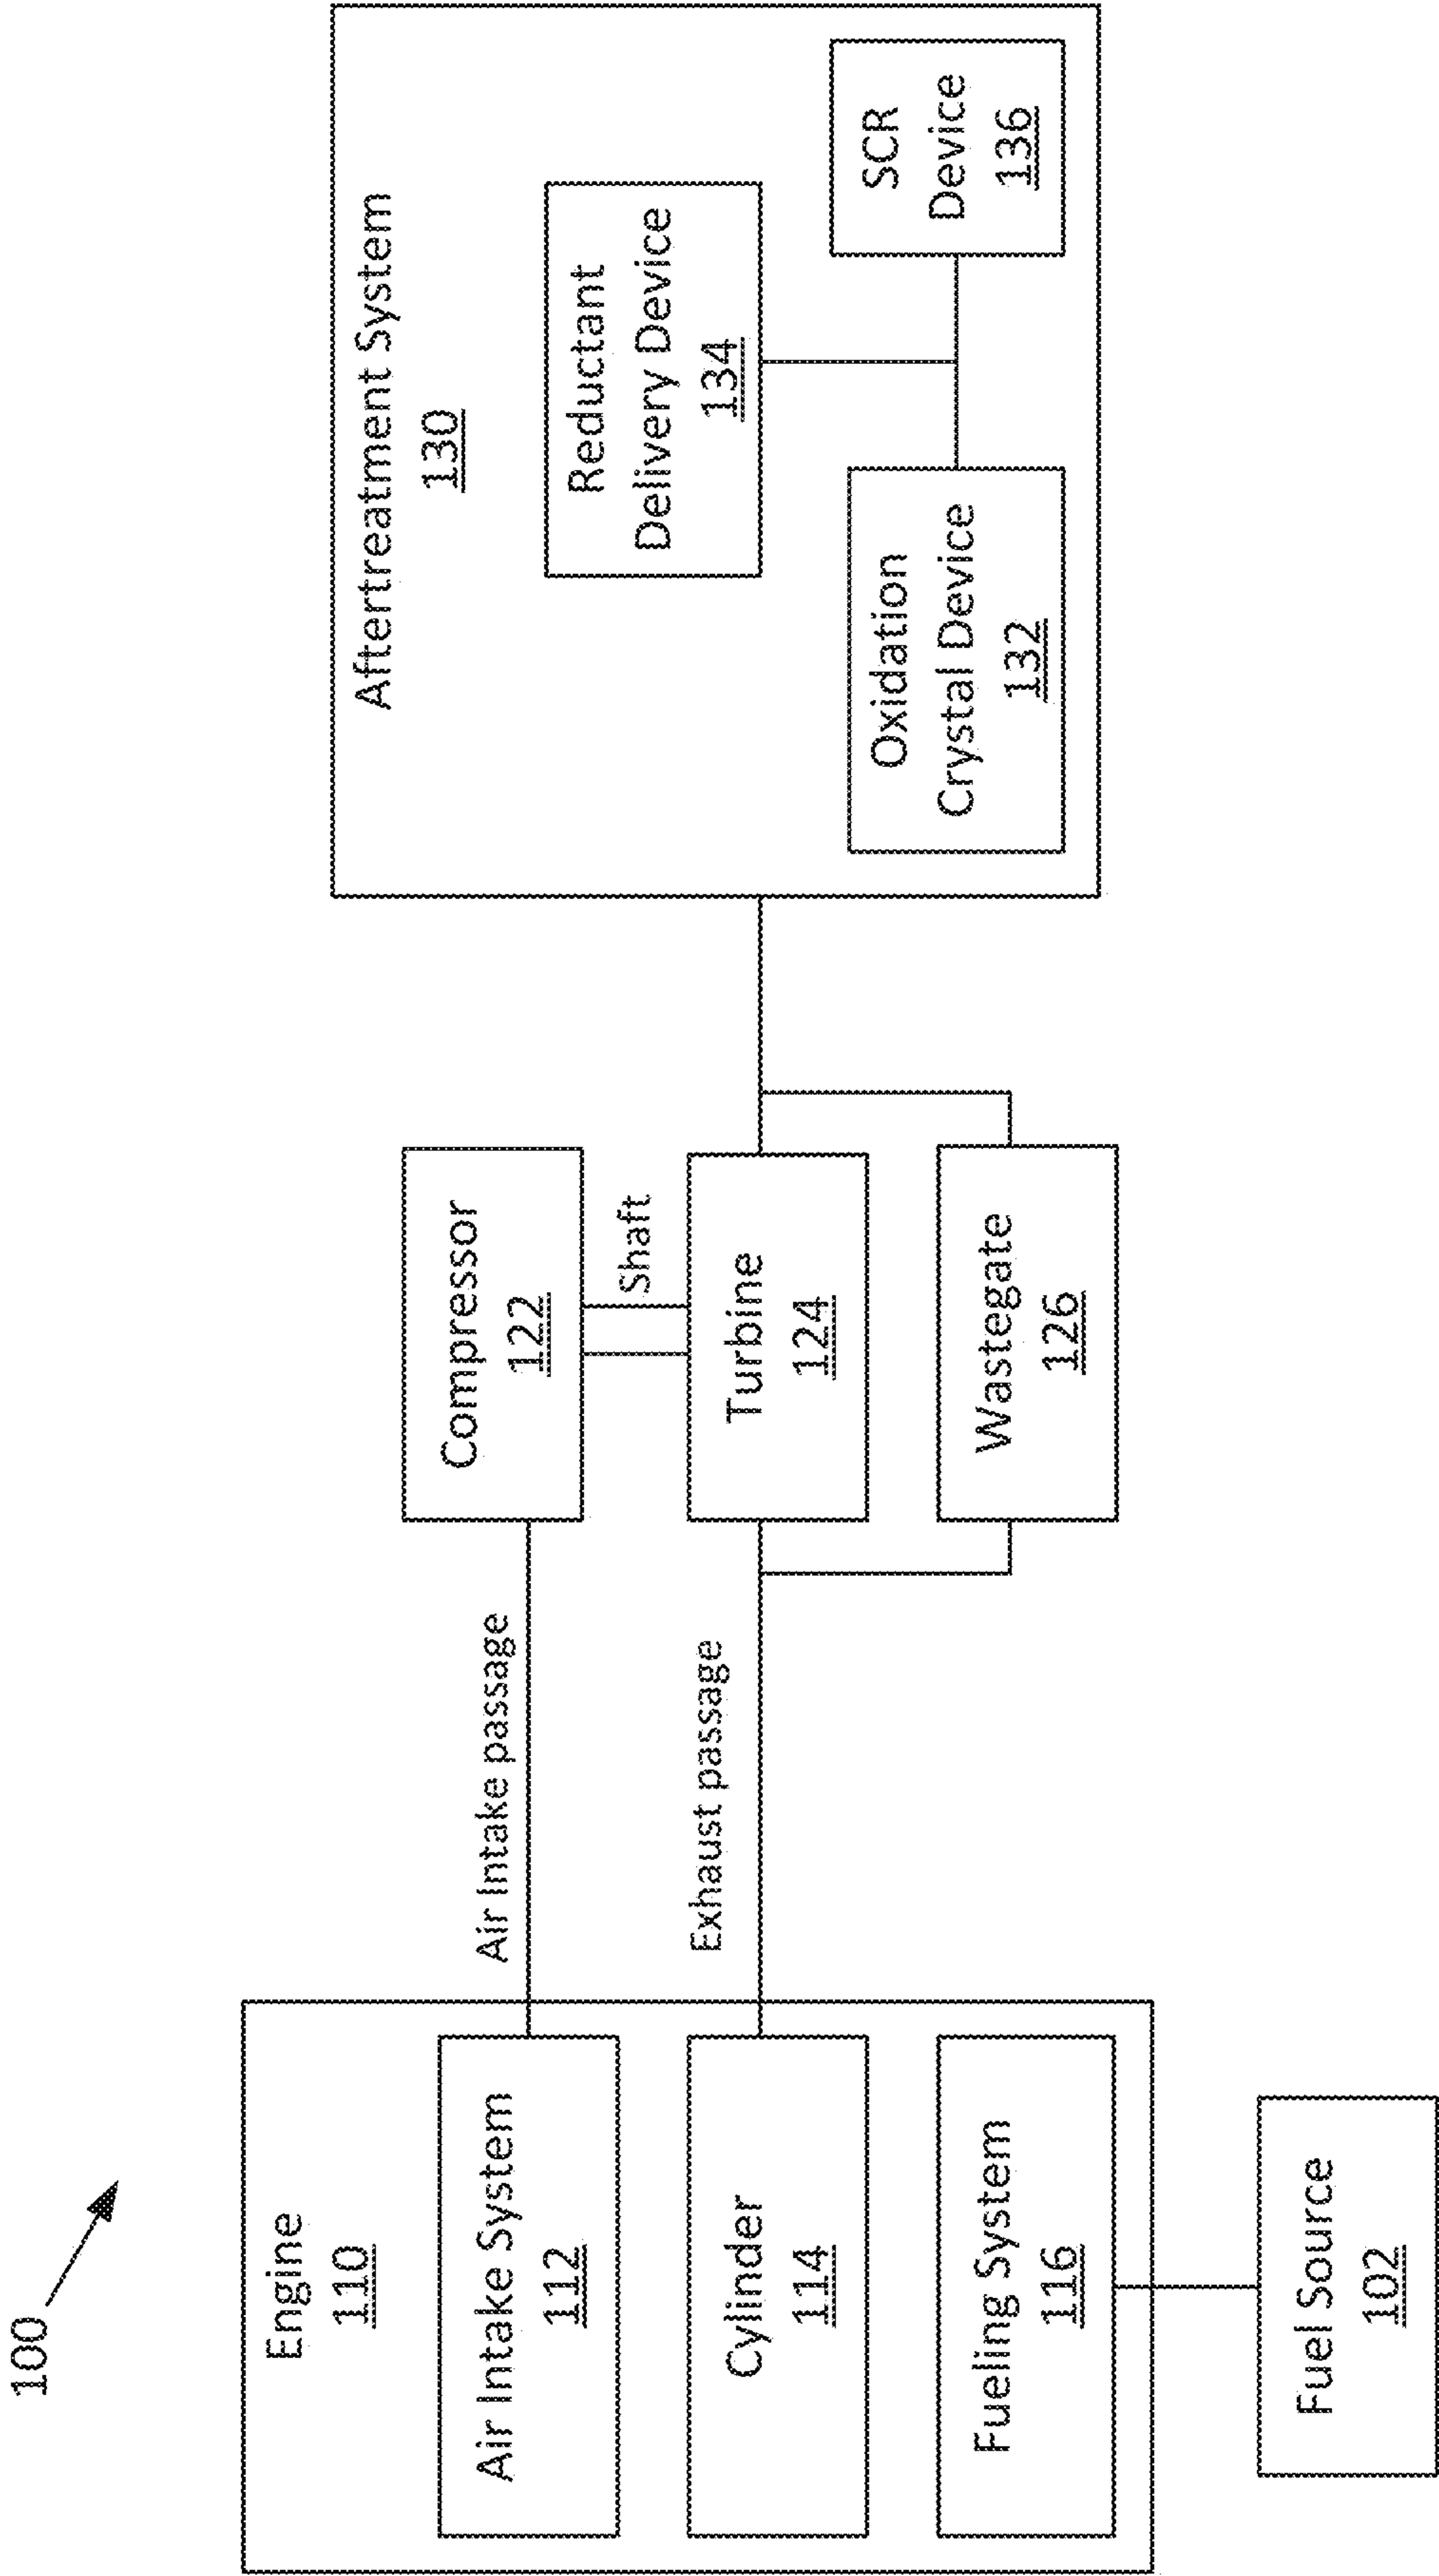 100
Engine
110
Air Intake System
112
Cylinder
114
Fueling System
116
Fuel Source
102
Air Intake passage
Exhaust passage
Compressor
122
Shaft
Turbine
124
Wastegate
126
Aftertreatment System
130
Reductant
Delivery Device
134
Oxidation
Crystal Device
132
SCR
Device
136